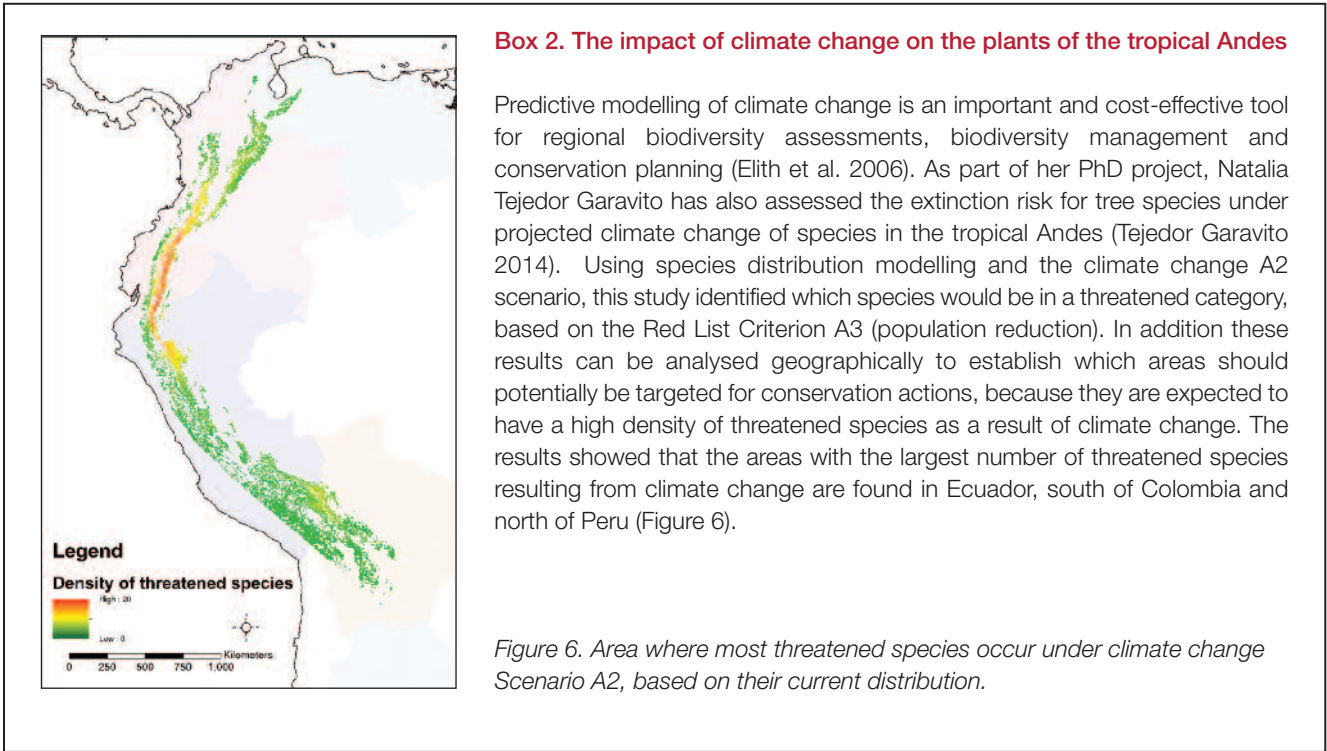 Box 2. The impact of climate change on the plants of the tropical Andes
Predictive modelling of climate change is an important and cost-effective tool
for regional biodiversity assessments, biodiversity management and
conservation planning (Elith et al. 2006). As part of her PhD project, Natalia
Tejedor Garavito has also assessed the extinction risk for tree species under
projected climate change of species in the tropical Andes (Tejedor Garavito
2014). Using species distribution modelling and the climate change A2
scenario, this study identified which species would be in a threatened category,
based on the Red List Criterion A3 (population reduction). In addition these
results can be analysed geographically to establish which areas should
potentially be targeted for conservation actions, because they are expected to
have a high density of threatened species as a result of climate change. The
results showed that the areas with the largest number of threatened species
resulting from climate change are found in Ecuador, south of Colombia and
north of Peru (Figure 6).
Legend
Density of threatened species
High : 28
Low : 0
Kilometers
0 250 500 750 1,000
Figure 6. Area where most threatened species occur under climate change
Scenario A2, based on their current distribution.